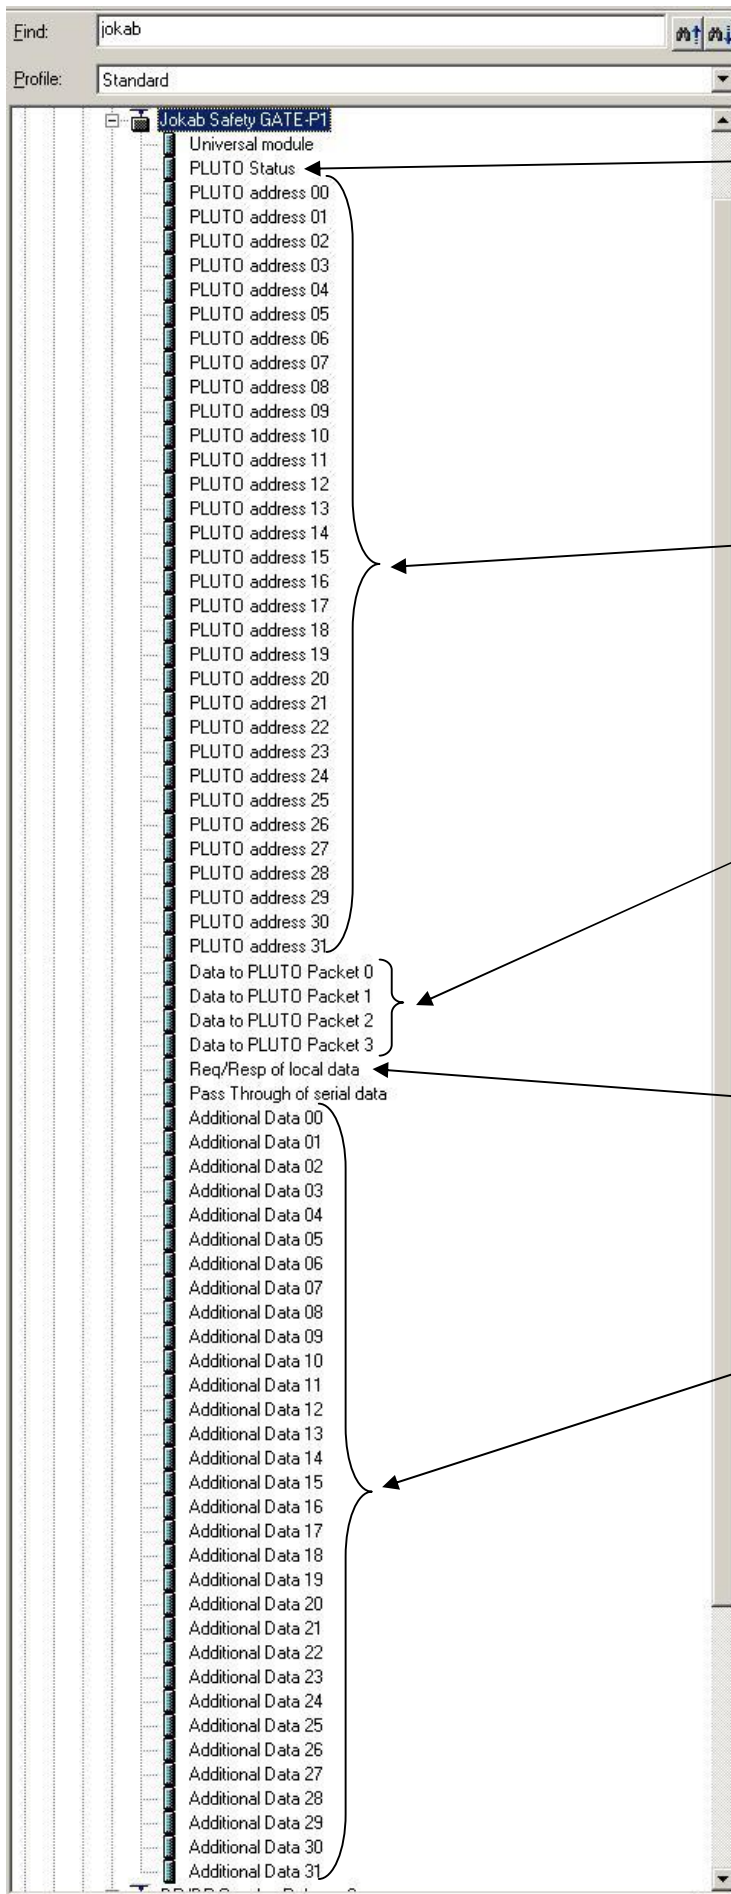 Find: jokab
Profile: Standard
Jokab Safety GATE-P1
Universal module
PLUTO Status
PLUTO address 00
PLUTO address 01
PLUTO address 02
PLUTO address 03
PLUTO address 04
PLUTO address 05
PLUTO address 06
PLUTO address 07
PLUTO address 08
PLUTO address 09
PLUTO address 10
PLUTO address 11
PLUTO address 12
PLUTO address 13
PLUTO address 14
PLUTO address 15
PLUTO address 16
PLUTO address 17
PLUTO address 18
PLUTO address 19
PLUTO address 20
PLUTO address 21
PLUTO address 22
PLUTO address 23
PLUTO address 24
PLUTO address 25
PLUTO address 26
PLUTO address 27
PLUTO address 28
PLUTO address 29
PLUTO address 30
PLUTO address 31
Data to PLUTO Packet 0
Data to PLUTO Packet 1
Data to PLUTO Packet 2
Data to PLUTO Packet 3
Req/Resp of local data
Pass Through of serial data
Additional Data 00
Additional Data 01
Additional Data 02
Additional Data 03
Additional Data 04
Additional Data 05
Additional Data 06
Additional Data 07
Additional Data 08
Additional Data 09
Additional Data 10
Additional Data 11
Additional Data 12
Additional Data 13
Additional Data 14
Additional Data 15
Additional Data 16
Additional Data 17
Additional Data 18
Additional Data 19
Additional Data 20
Additional Data 21
Additional Data 22
Additional Data 23
Additional Data 24
Additional Data 25
Additional Data 26
Additional Data 27
Additional Data 28
Additional Data 29
Additional Data 30
Additional Data 31